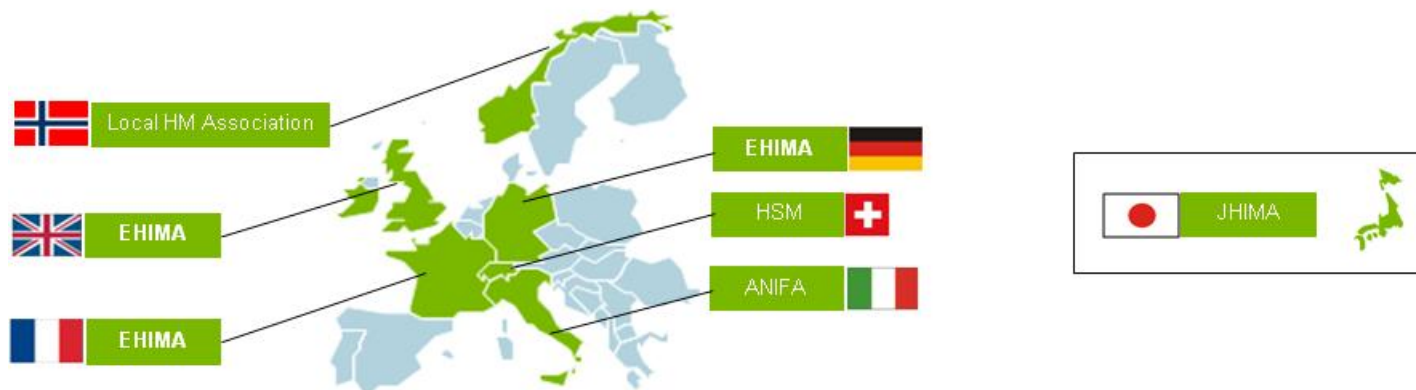 Local HM Association
EHIMA
EHIMA
EHIMA
HSM
ANIFA
JHIMA